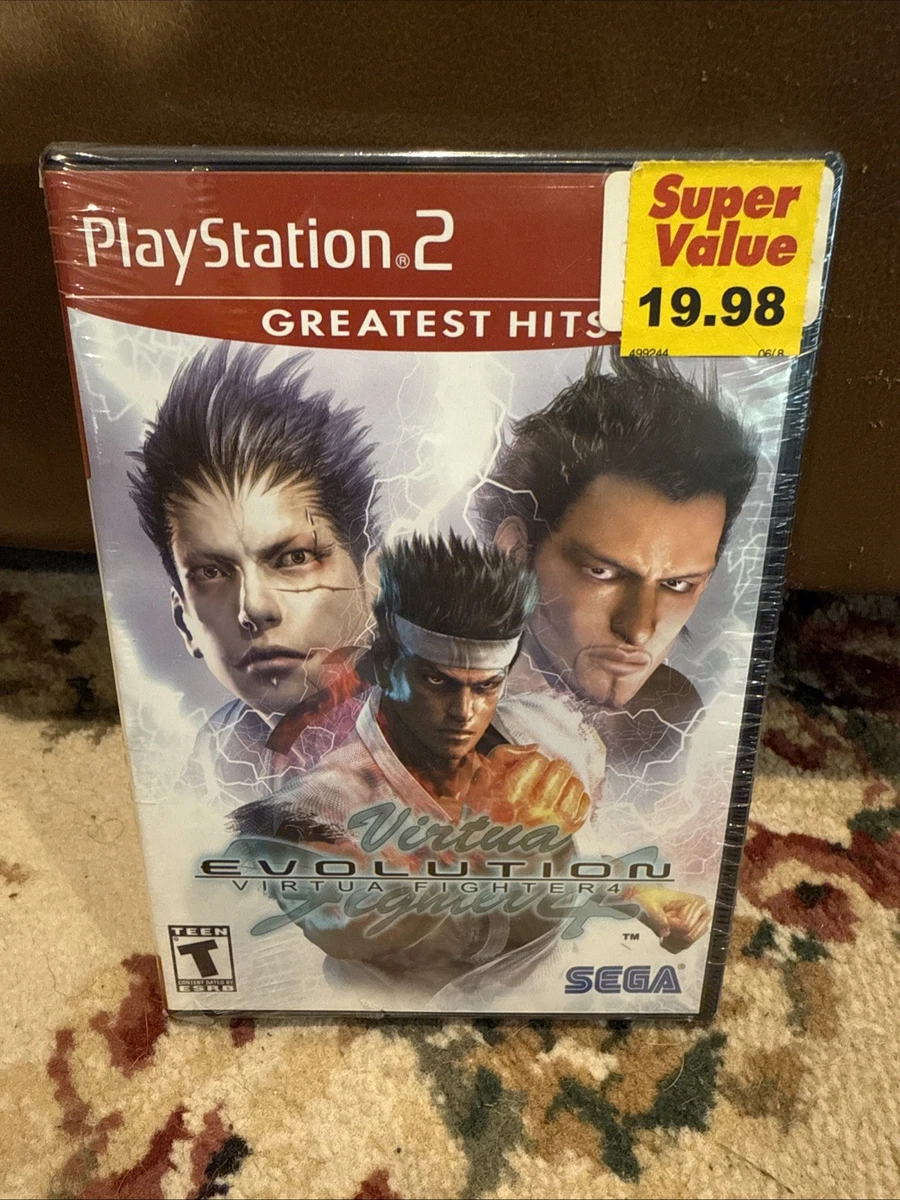 PlayStation®2
GREATEST HITS
Super
Value
19.98
499244 06/8
Virtua
EVOLUTION
VIRTUA FIGHTER 4
Fighter 4
TM
TEEN
T
CONTENT RATED BY
ESRB
SEGA®